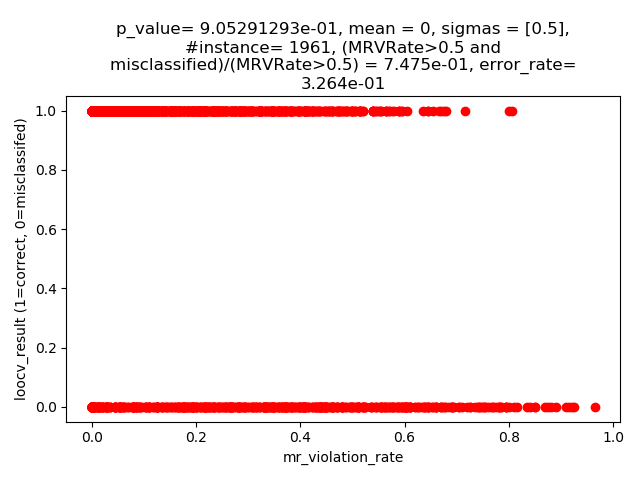 p_value= 9.05291293e-01, mean = 0, sigmas = [0.5],
#instance= 1961, (MRVRate>0.5 and
misclassified)/(MRVRate>0.5) = 7.475e-01, error_rate=
3.264e-01
loocv_result (1=correct, 0=misclassifed)
1.0
0.8
0.6
0.4
0.2
0.0
0.0 0.2 0.4 0.6 0.8 1.0
mr_violation_rate